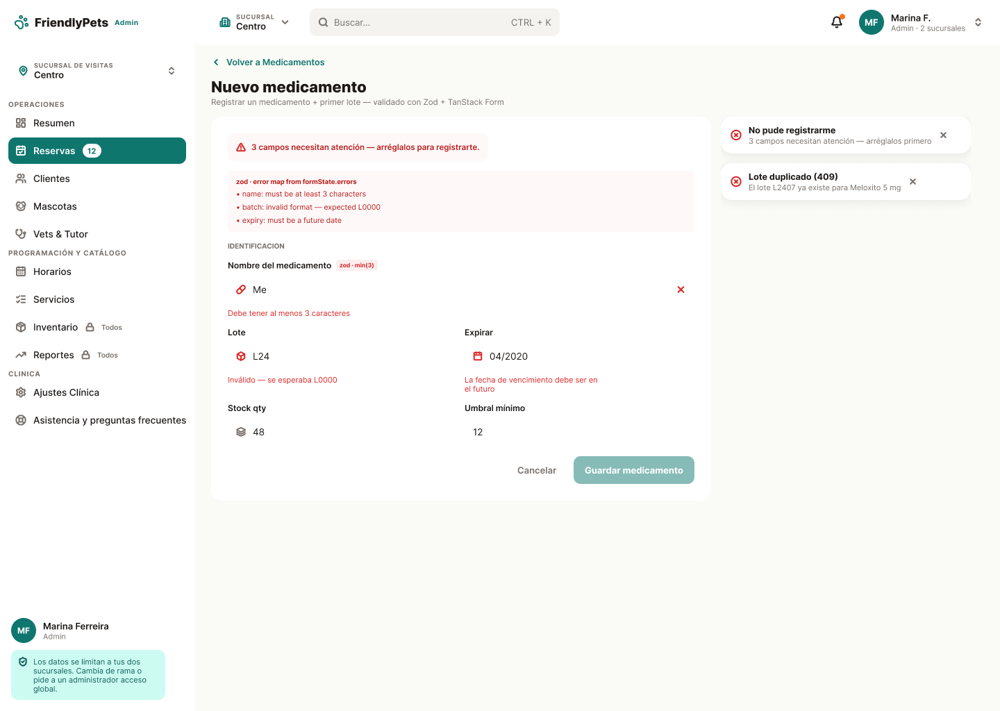 FriendlyPets Admin
SUCURSAL
Centro
Buscar...
CTRL + K
MF
Marina F.
Admin · 2 sucursales
SUCURSAL DE VISITAS
Centro
OPERACIONES
Resumen
Reservas 12
Clientes
Mascotas
Vets & Tutor
PROGRAMACIÓN Y CATÁLOGO
Horarios
Servicios
Inventario Todos
Reportes Todos
CLINICA
Ajustes Clínica
Asistencia y preguntas frecuentes
MF
Marina Ferreira
Admin
Los datos se limitan a tus dos
sucursales. Cambia de rama o
pide a un administrador acceso
global.
Volver a Medicamentos
Nuevo medicamento
Registrar un medicamento + primer lote — validado con Zod + TanStack Form
3 campos necesitan atención — arréglalos para registrarte.
zod · error map from formState.errors
• name: must be at least 3 characters
• batch: invalid format — expected L0000
• expiry: must be a future date
IDENTIFICACION
Nombre del medicamento zod · min(3)
Me
Debe tener al menos 3 caracteres
Lote
L24
Inválido — se esperaba L0000
Expirar
04/2020
La fecha de vencimiento debe ser en
el futuro
Stock qty
48
Umbral mínimo
12
Cancelar
Guardar medicamento
No pude registrarme
3 campos necesitan atención — arréglalos primero
Lote duplicado (409)
El lote L2407 ya existe para Meloxito 5 mg